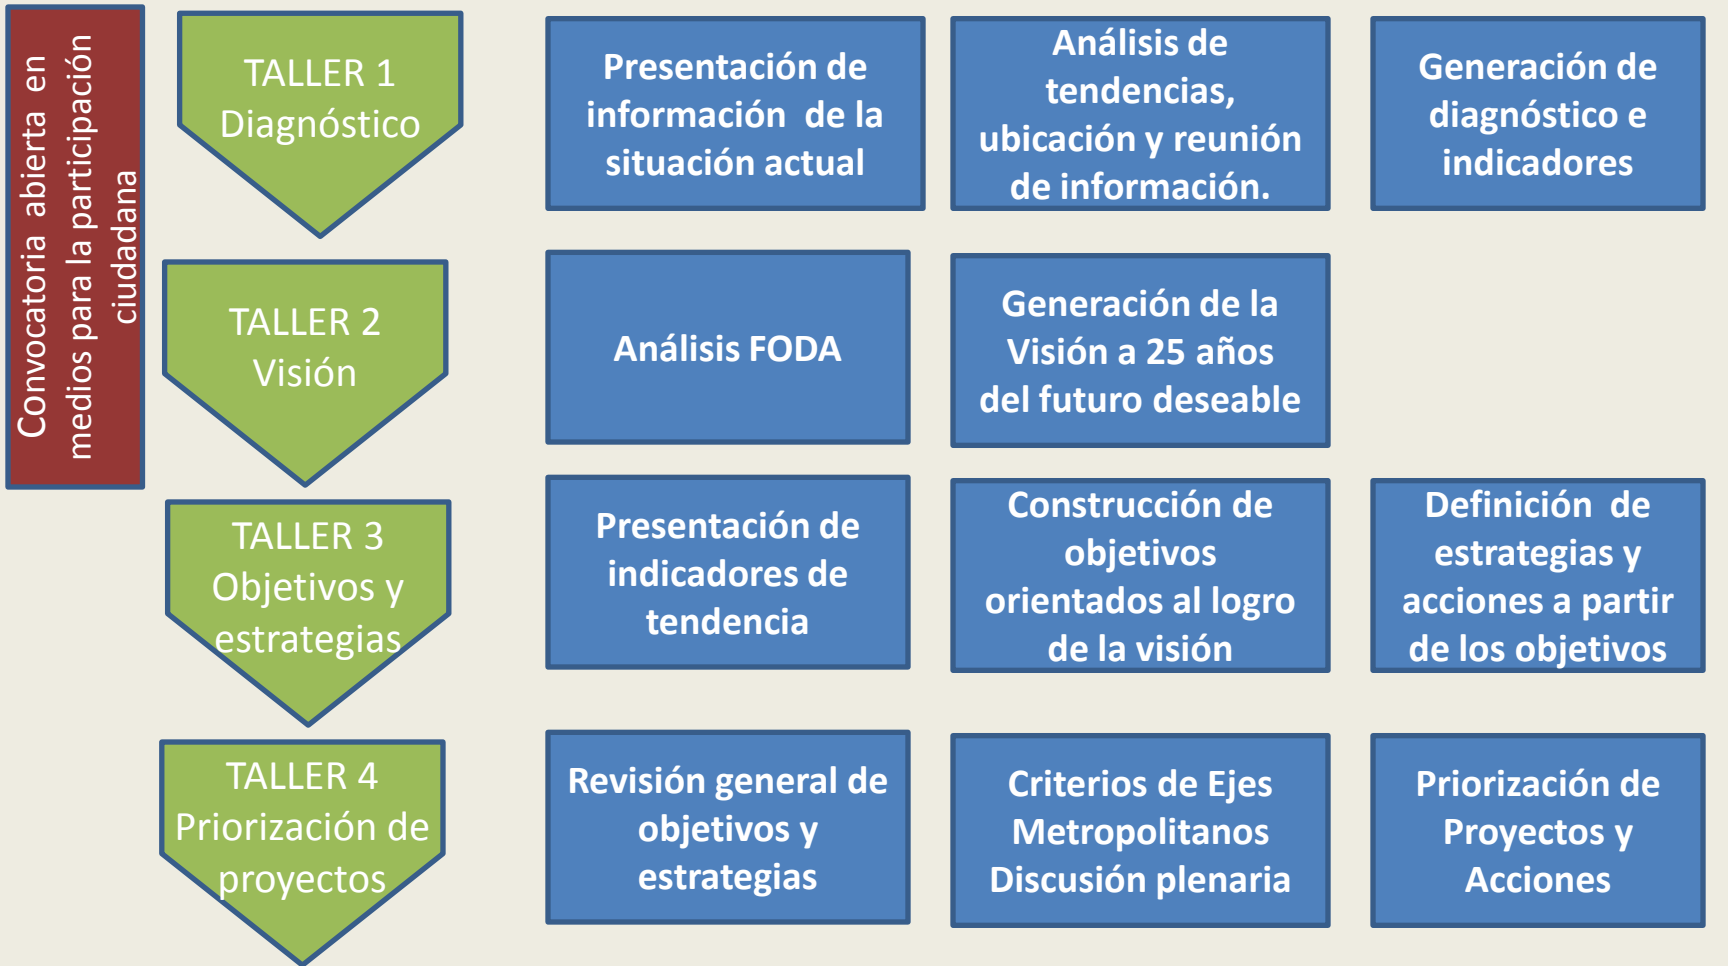 Convocatoria abierta en
medios para la participación
ciudadana
TALLER 1
Diagnóstico
Presentación de
información de la
situación actual
Análisis de
tendencias,
ubicación y reunión
de información.
Generación de
diagnóstico e
indicadores
TALLER 2
Visión
Análisis FODA
Generación de la
Visión a 25 años
del futuro deseable
TALLER 3
Objetivos y
estrategias
Presentación de
indicadores de
tendencia
Construcción de
objetivos
orientados al logro
de la visión
Definición de
estrategias y
acciones a partir
de los objetivos
TALLER 4
Priorización de
proyectos
Revisión general de
objetivos y
estrategias
Criterios de Ejes
Metropolitanos
Discusión plenaria
Priorización de
Proyectos y
Acciones